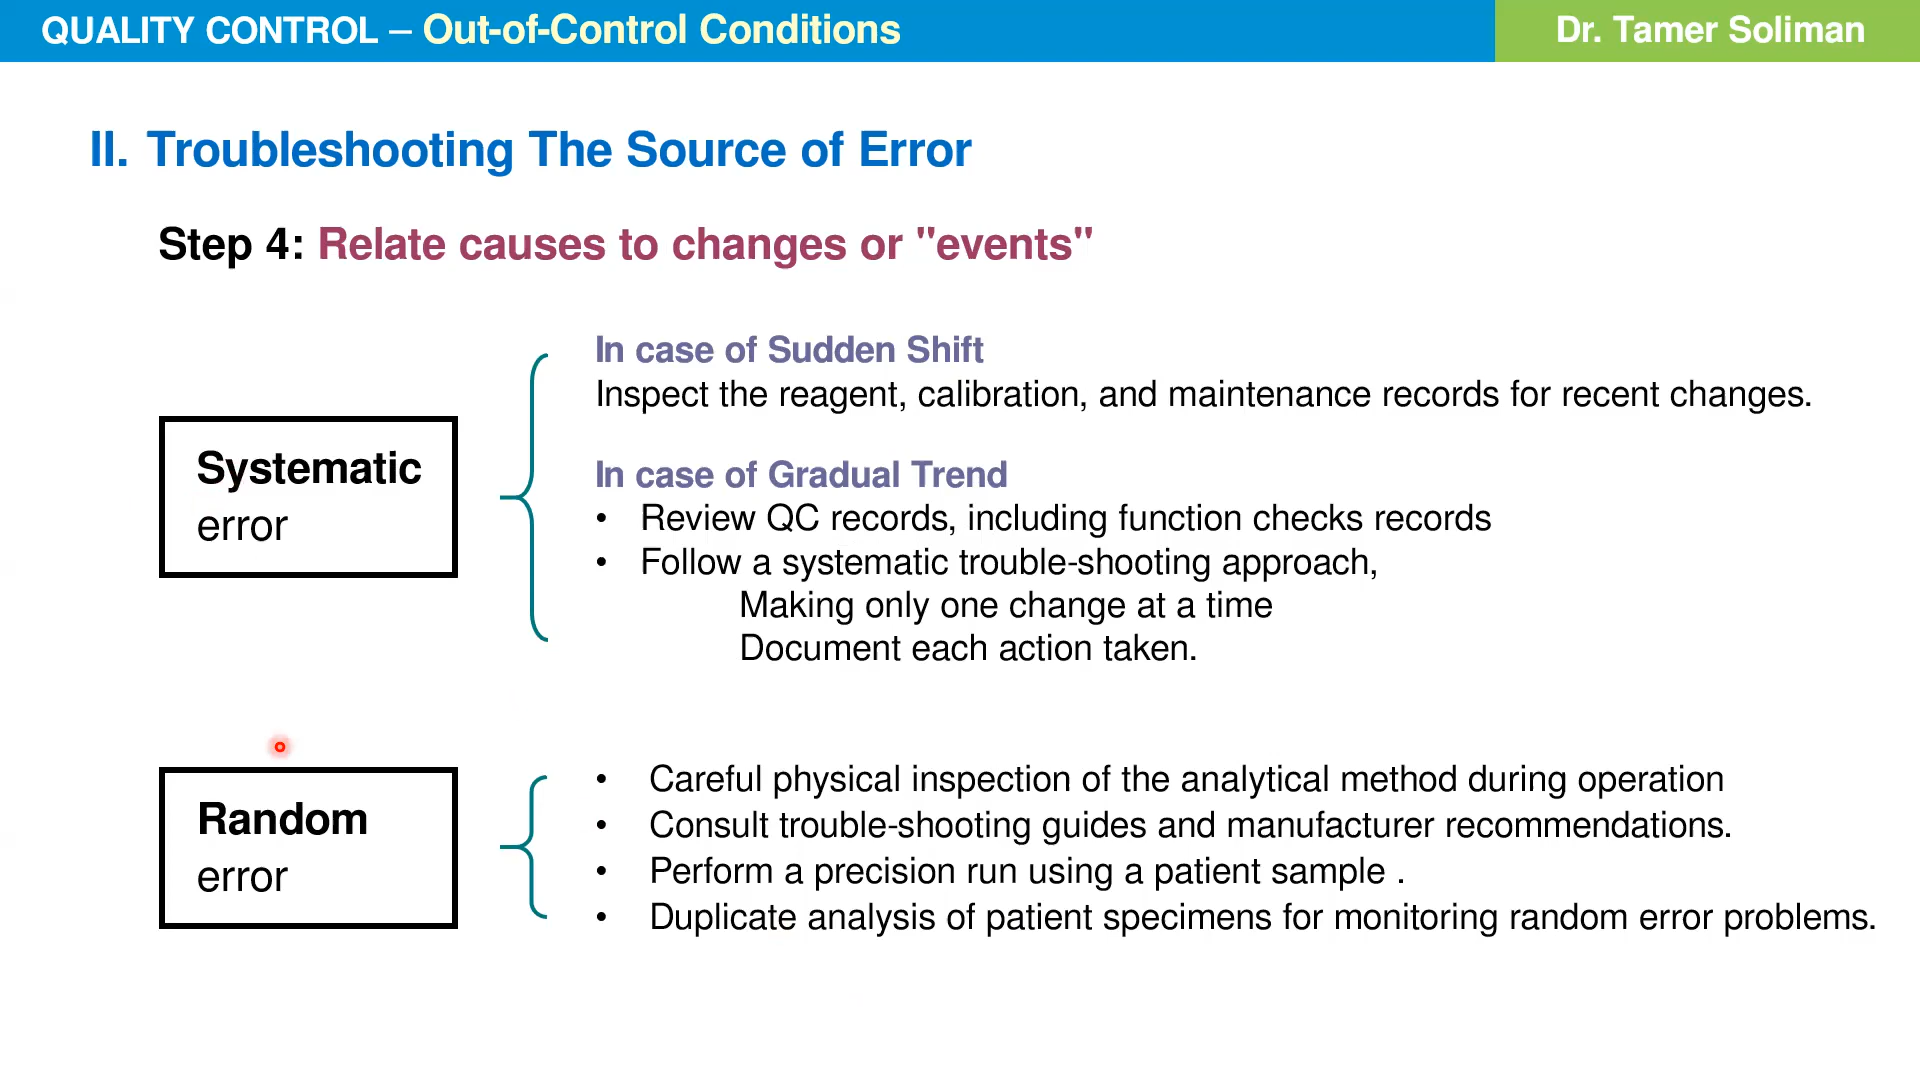 QUALITY CONTROL – Out-of-Control Conditions
Dr. Tamer Soliman
II. Troubleshooting The Source of Error
Step 4: Relate causes to changes or "events"
In case of Sudden Shift
Inspect the reagent, calibration, and maintenance records for recent changes.
Systematic
error
In case of Gradual Trend
• Review QC records, including function checks records
• Follow a systematic trouble-shooting approach,
Making only one change at a time
Document each action taken.
Random
error
• Careful physical inspection of the analytical method during operation
• Consult trouble-shooting guides and manufacturer recommendations.
• Perform a precision run using a patient sample .
• Duplicate analysis of patient specimens for monitoring random error problems.